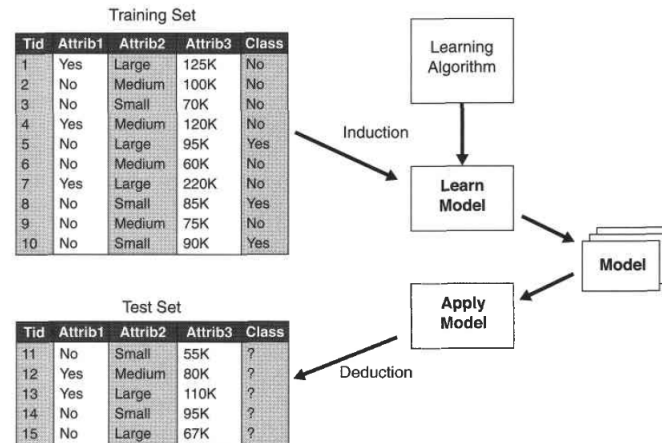 Training Set
Tid Attrib1 Attrib2 Attrib3 Class
1 Yes Large 125K No
2 No Medium 100K No
3 No Small 70K No
4 Yes Medium 120K No
5 No Large 95K Yes
6 No Medium 60K No
7 Yes Large 220K No
8 No Small 85K Yes
9 No Medium 75K No
10 No Small 90K Yes
Learning
Algorithm
Induction
Learn
Model
Model
Apply
Model
Deduction
Test Set
Tid Attrib1 Attrib2 Attrib3 Class
11 No Small 55K ?
12 Yes Medium 80K ?
13 Yes Large 110K ?
14 No Small 95K ?
15 No Large 67K ?